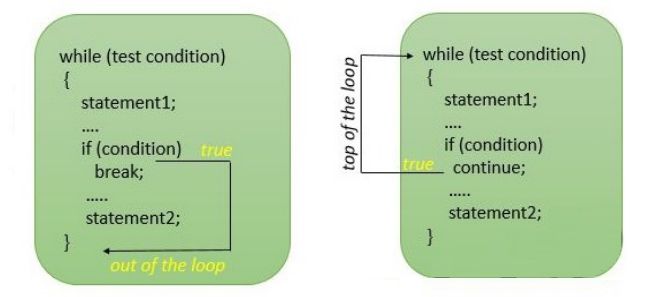 while (test condition)
{
statement1;
....
if (condition) true
break;
.....
statement2;
}
out of the loop
top of the loop
while (test condition)
{
statement1;
....
if (condition)
true continue;
.....
statement2;
}